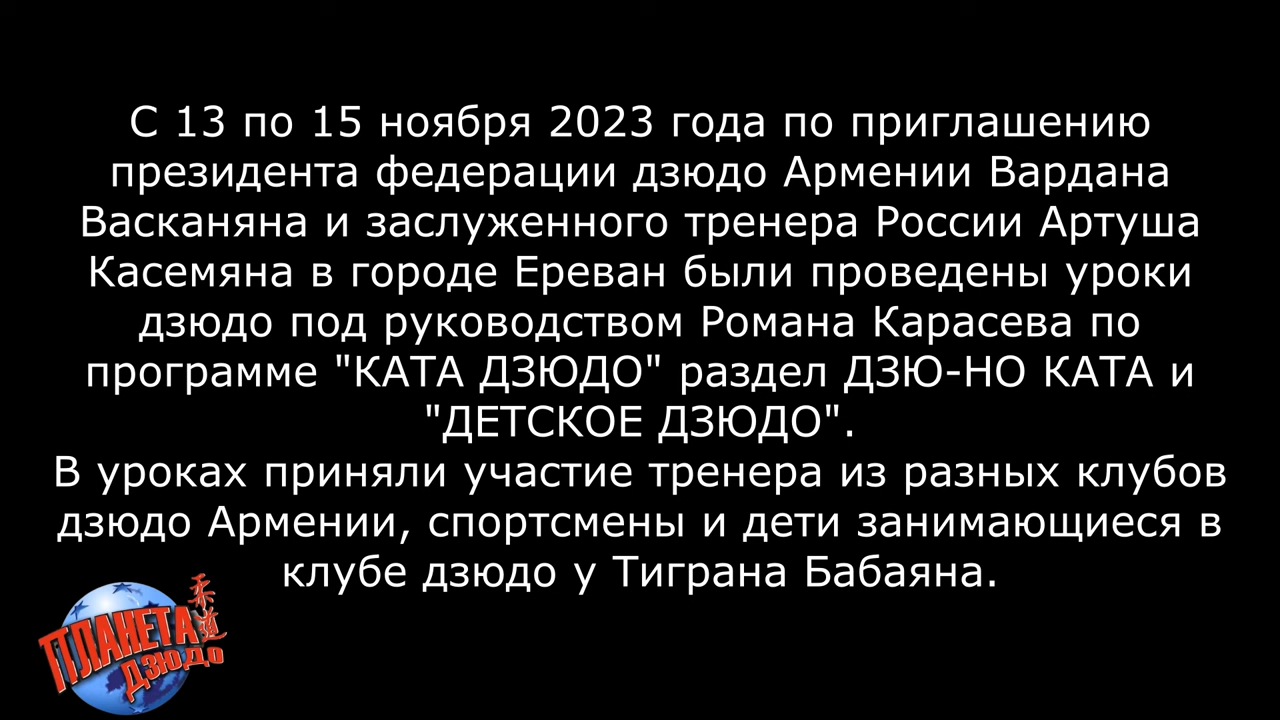 С 13 по 15 ноября 2023 года по приглашению
президента федерации дзюдо Армении Вардана
Васканяна и заслуженного тренера России Артуша
Касемяна в городе Ереван были проведены уроки
дзюдо под руководством Романа Карасева по
программе "КАТА ДЗЮДО" раздел ДЗЮ-НО КАТА и
"ДЕТСКОЕ ДЗЮДО".
В уроках приняли участие тренера из разных клубов
дзюдо Армении, спортсмены и дети занимающиеся в
клубе дзюдо у Тиграна Бабаяна.
柔道
ПЛАНЕТА
ДЗЮДО